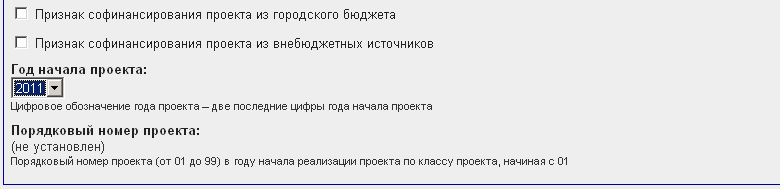 Признак софинансирования проекта из городского бюджета
Признак софинансирования проекта из внебюджетных источников
Год начала проекта:
2011
Цифровое обозначение года проекта – две последние цифры года начала проекта
Порядковый номер проекта:
(не установлен)
Порядковый номер проекта (от 01 до 99) в году начала реализации проекта по классу проекта, начиная с 01